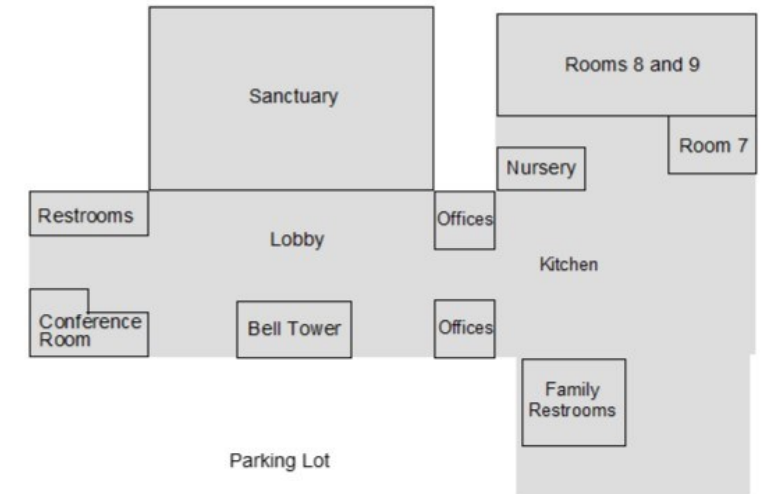 Rooms 8 and 9
Sanctuary
Room 7
Nursery
Restrooms
Offices
Lobby
Kitchen
Conference
Room
Bell Tower
Offices
Family
Restrooms
Parking Lot